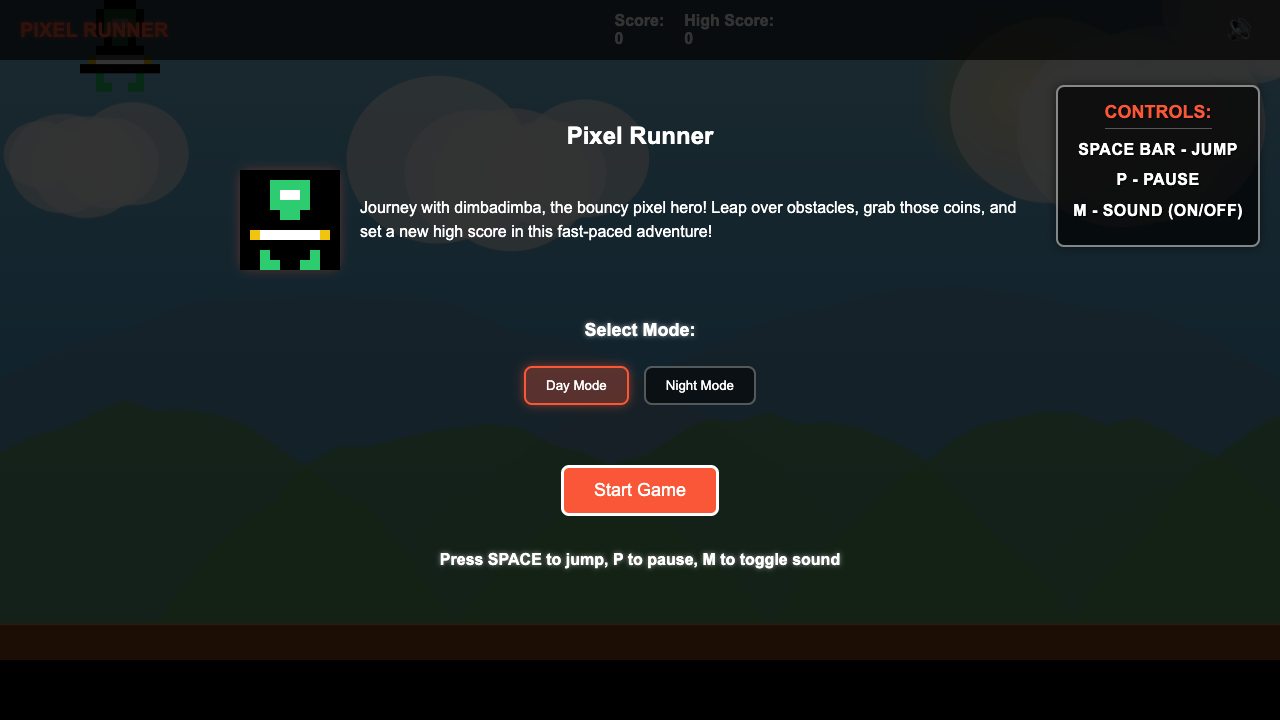 PIXEL RUNNER
Score:
0
High Score:
0
Pixel Runner
Journey with dimbadimba, the bouncy pixel hero! Leap over obstacles, grab those coins, and
set a new high score in this fast-paced adventure!
CONTROLS:
SPACE BAR - JUMP
P - PAUSE
M - SOUND (ON/OFF)
Select Mode:
Day Mode
Night Mode
Start Game
Press SPACE to jump, P to pause, M to toggle sound